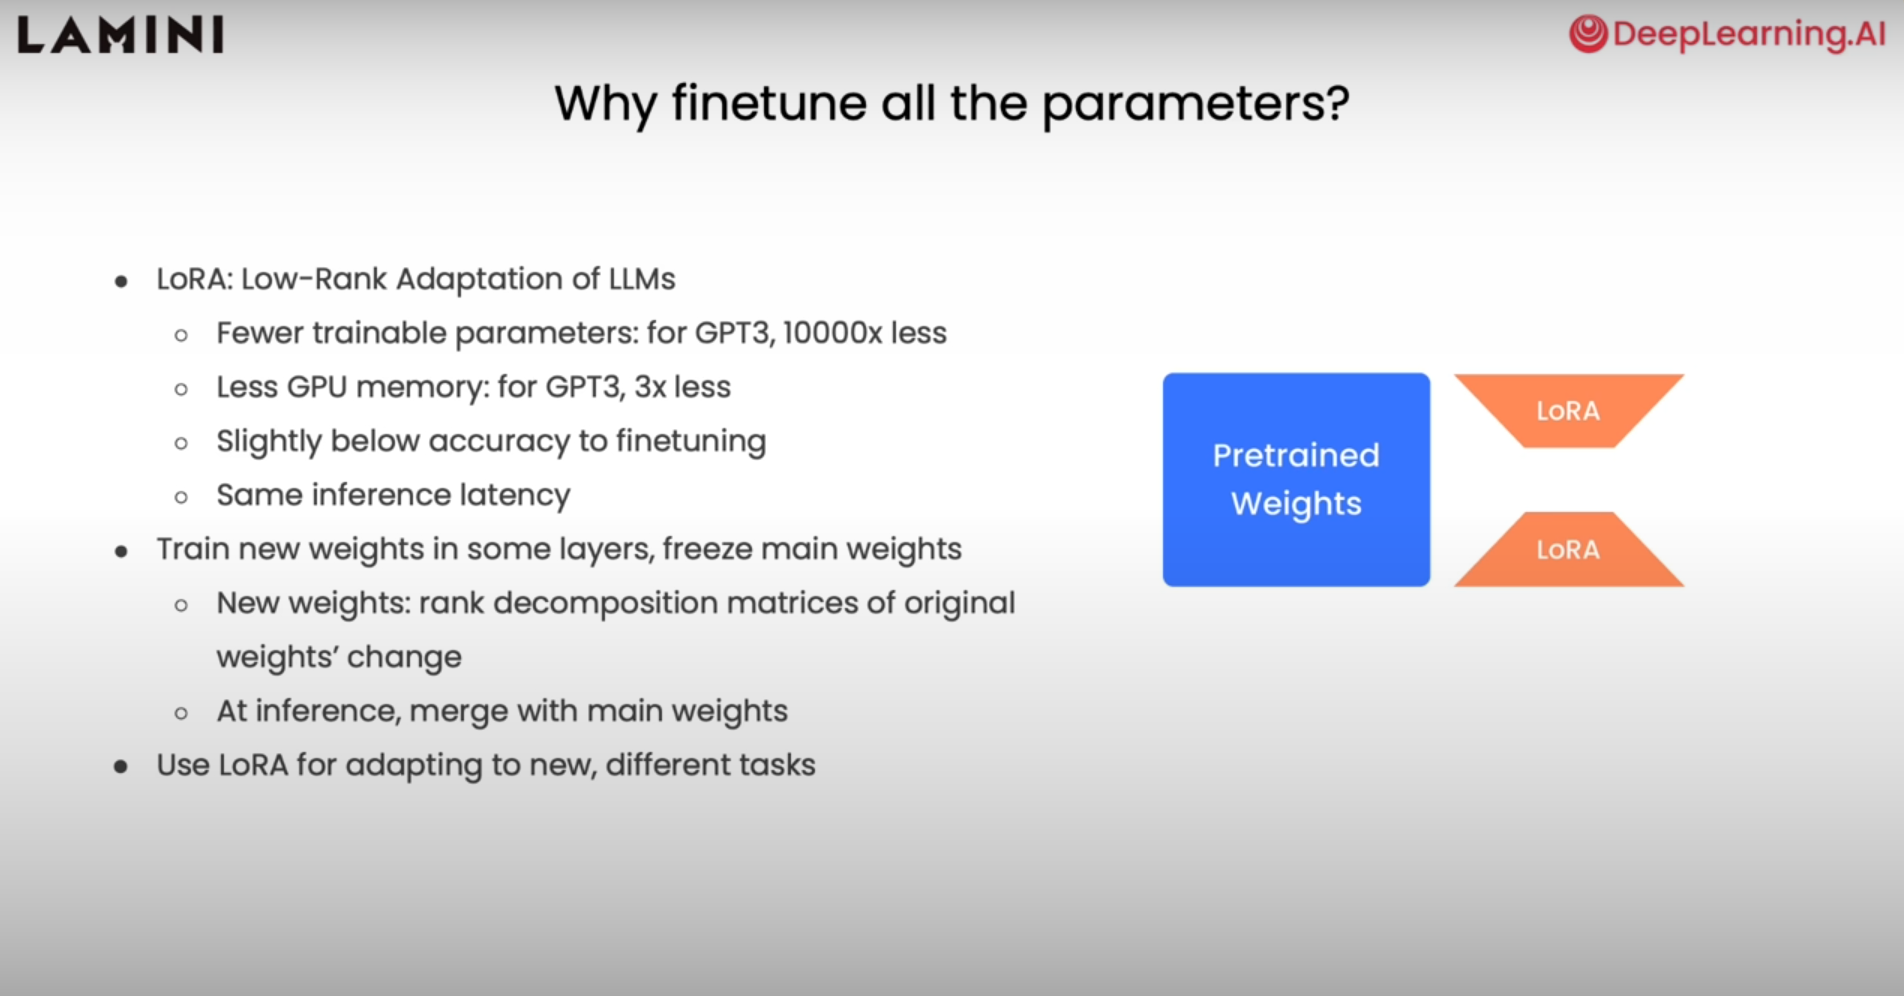 LAMINI
DeepLearning.AI
Why finetune all the parameters?
● LoRA: Low-Rank Adaptation of LLMs
○ Fewer trainable parameters: for GPT3, 10000x less
○ Less GPU memory: for GPT3, 3x less
○ Slightly below accuracy to finetuning
○ Same inference latency
● Train new weights in some layers, freeze main weights
○ New weights: rank decomposition matrices of original
weights’ change
○ At inference, merge with main weights
● Use LoRA for adapting to new, different tasks
Pretrained
Weights
LoRA
LoRA